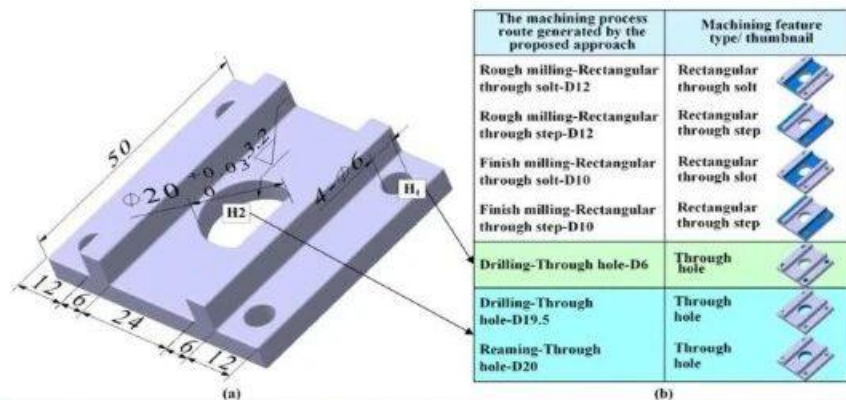 50
Φ20 +0.03
0
3.2
4-Φ6
H1
H2
12
6
24
6
12
(a)
The machining process route generated by the proposed approach
Machining feature type/ thumbnail
Rough milling-Rectangular through solt-D12
Rectangular through solt
Rough milling-Rectangular through step-D12
Rectangular through step
Finish milling-Rectangular through solt-D10
Rectangular through slot
Finish milling-Rectangular through step-D10
Rectangular through step
Drilling-Through hole-D6
Through hole
Drilling-Through hole-D19.5
Through hole
Reaming-Through hole-D20
Through hole
(b)